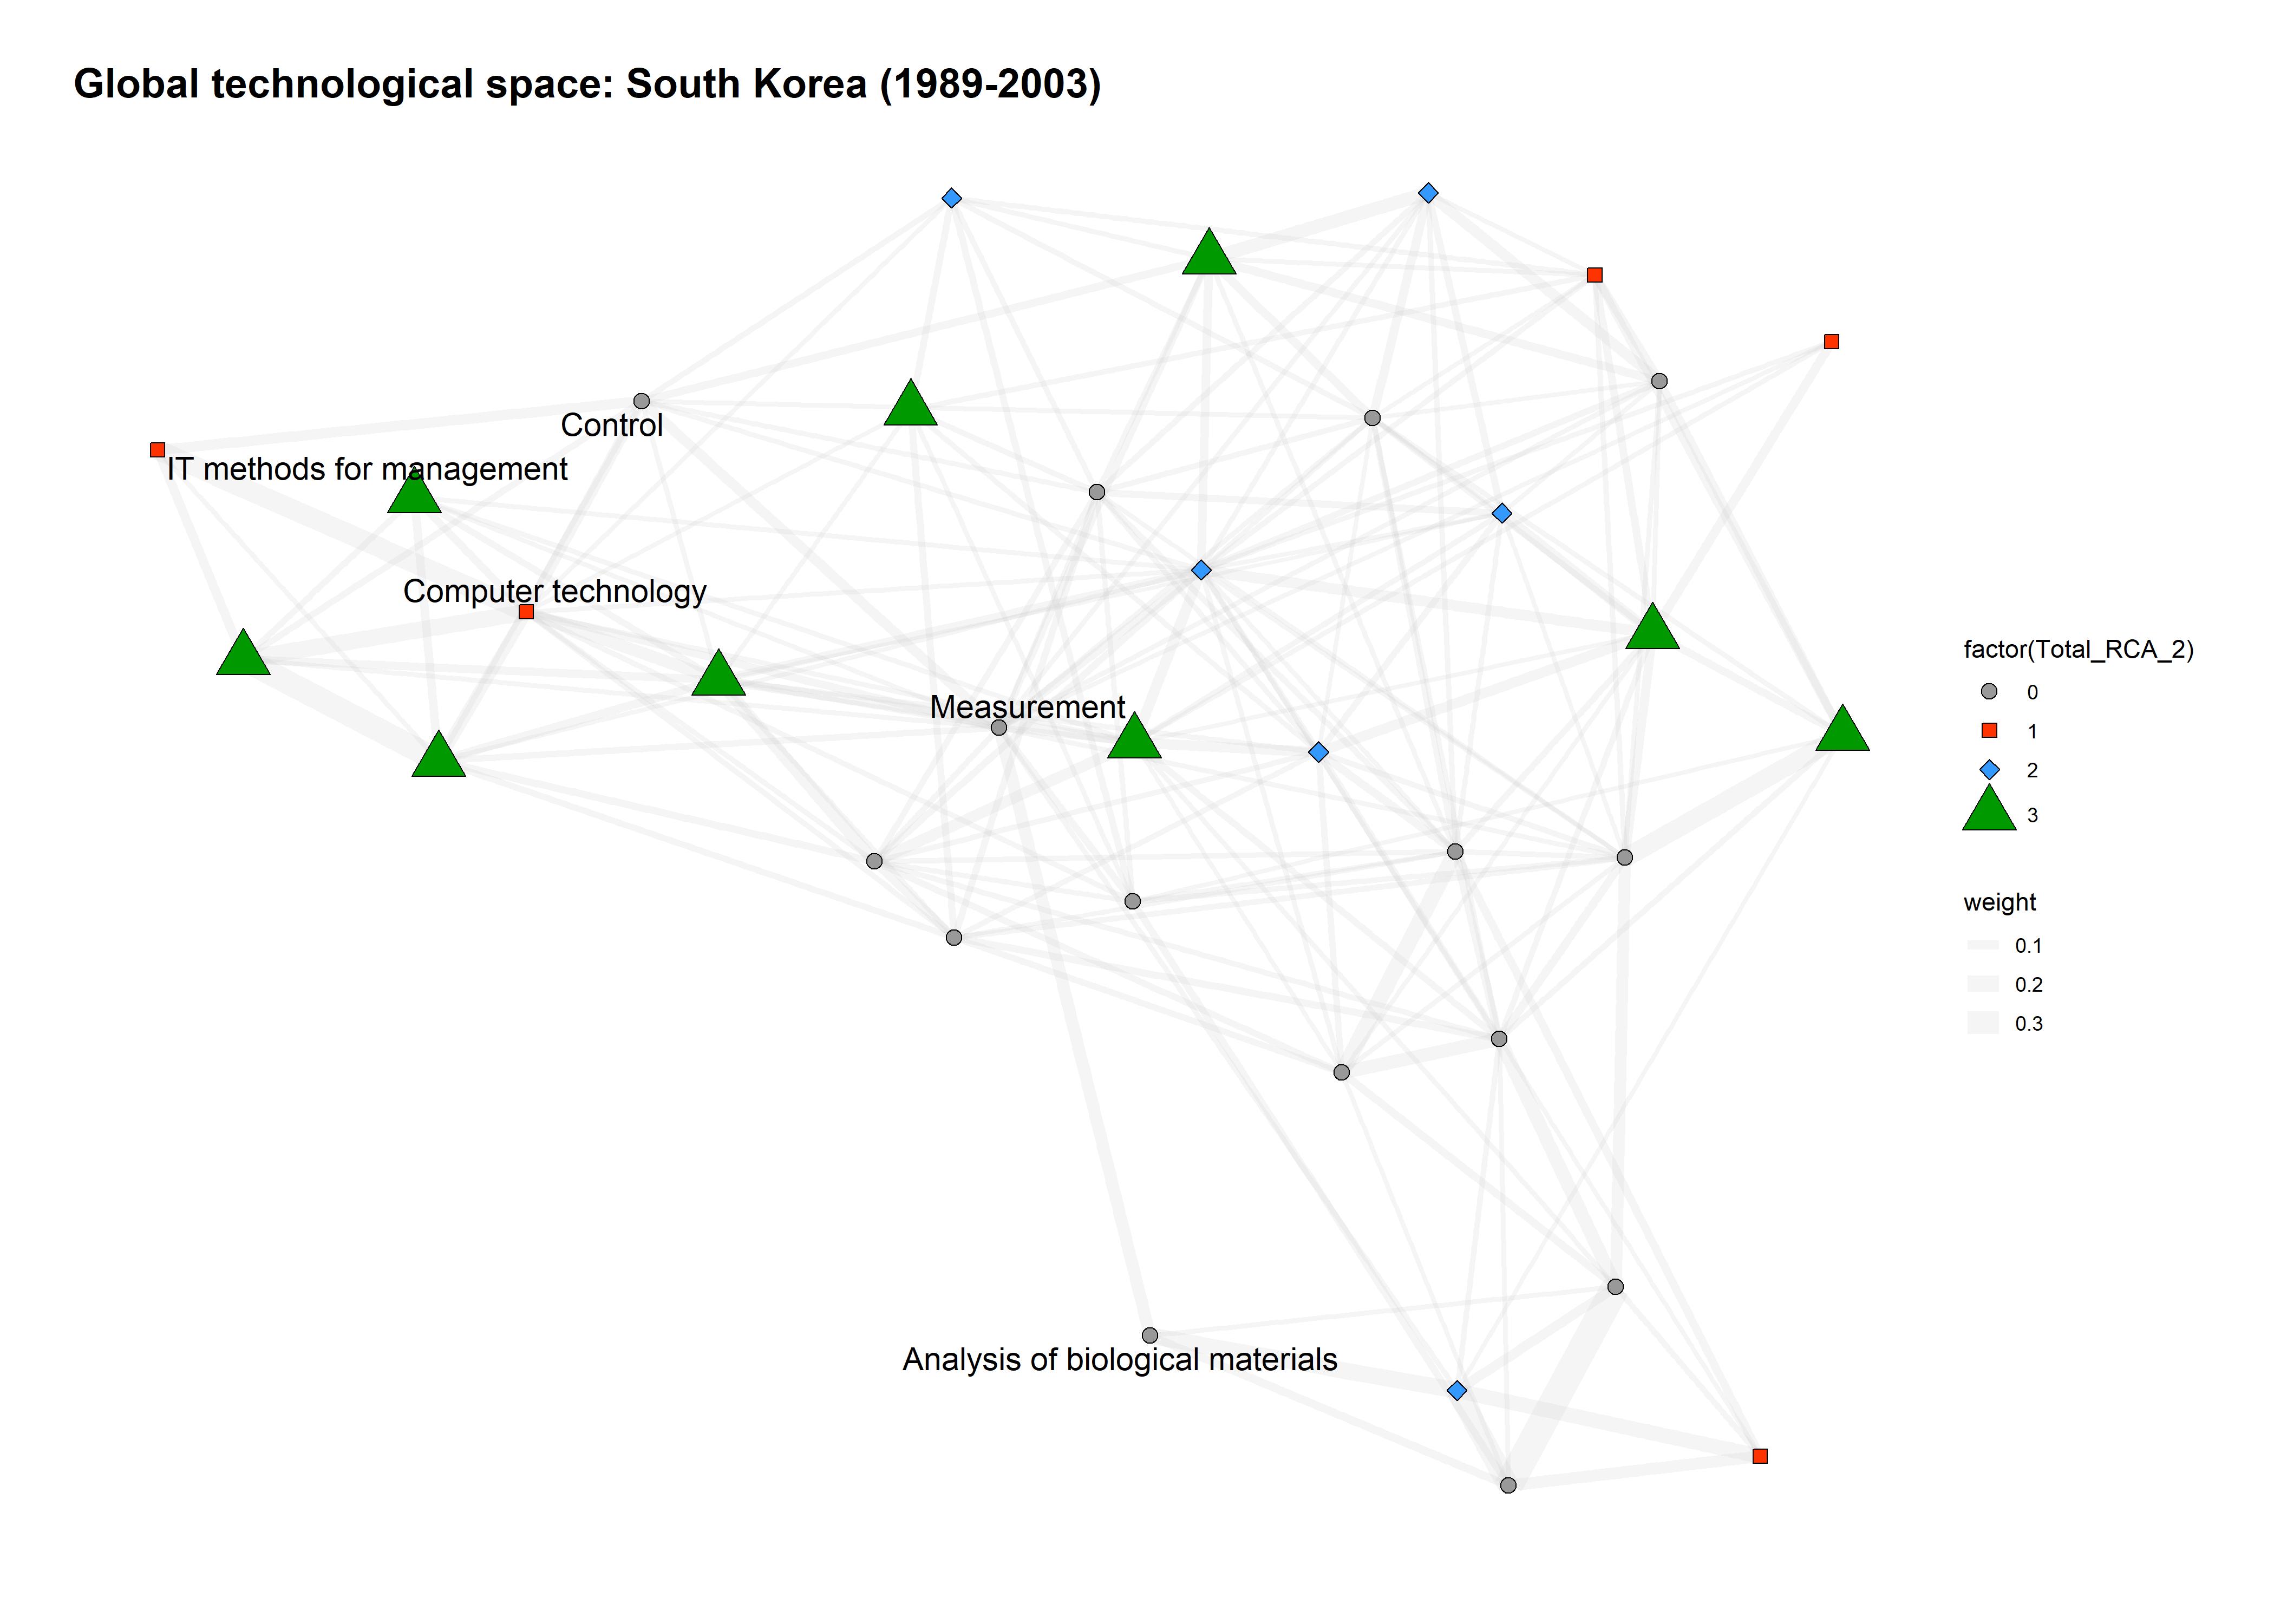 Global technological space: South Korea (1989-2003)
Control
IT methods for management
Computer technology
Measurement
Analysis of biological materials
factor(Total_RCA_2)
0
1
2
3
weight
0.1
0.2
0.3